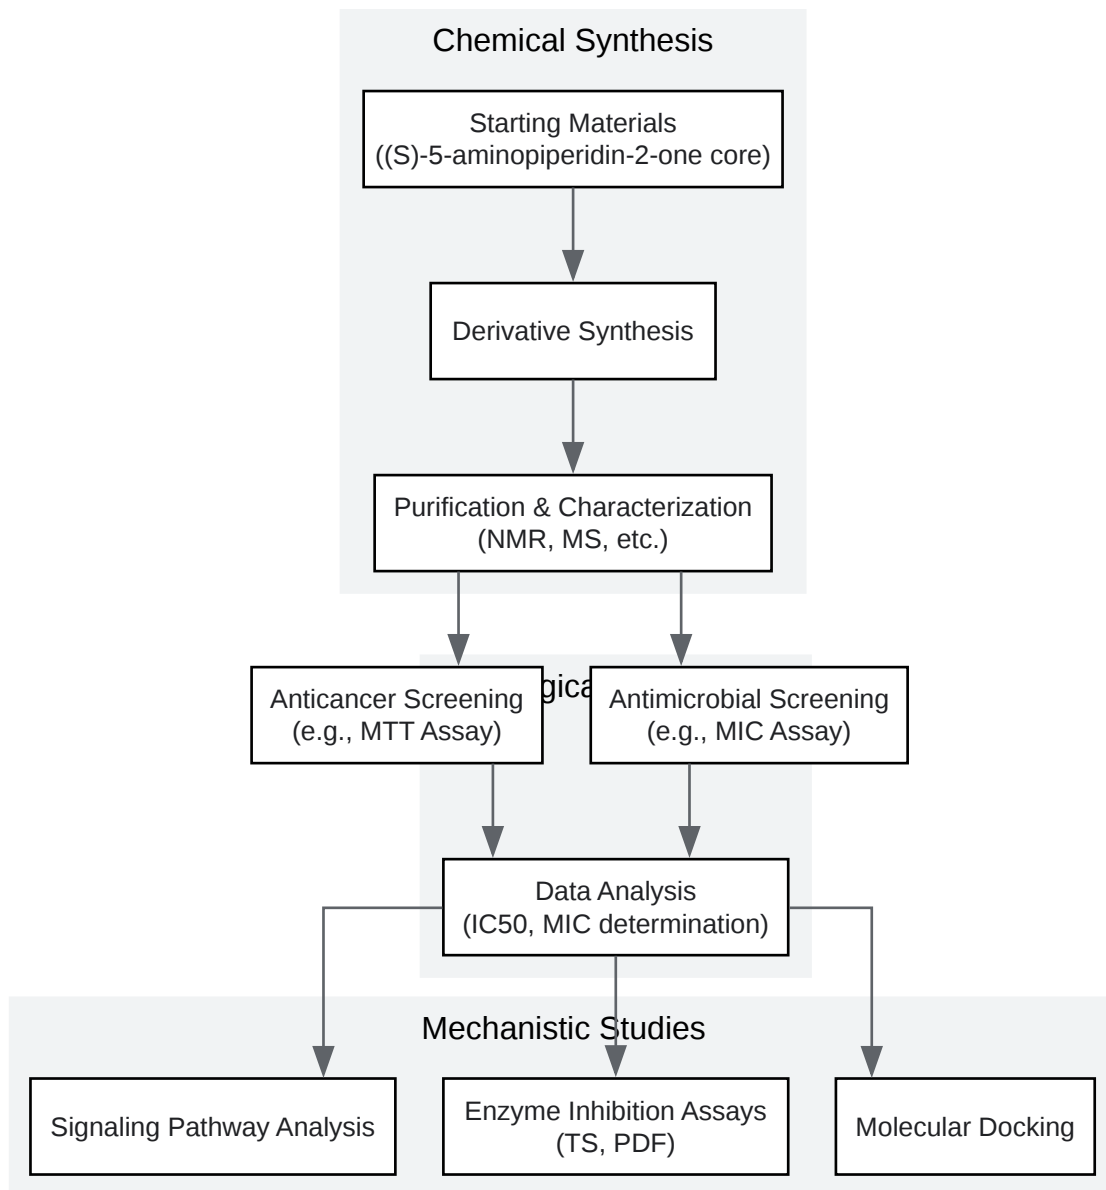 Chemical Synthesis
Starting Materials
((S)-5-aminopiperidin-2-one core)
Derivative Synthesis
Purification & Characterization
(NMR, MS, etc.)
Anticancer Screening
(e.g., MTT Assay)
Antimicrobial Screening
(e.g., MIC Assay)
Data Analysis
(IC50, MIC determination)
Mechanistic Studies
Signaling Pathway Analysis
Enzyme Inhibition Assays
(TS, PDF)
Molecular Docking